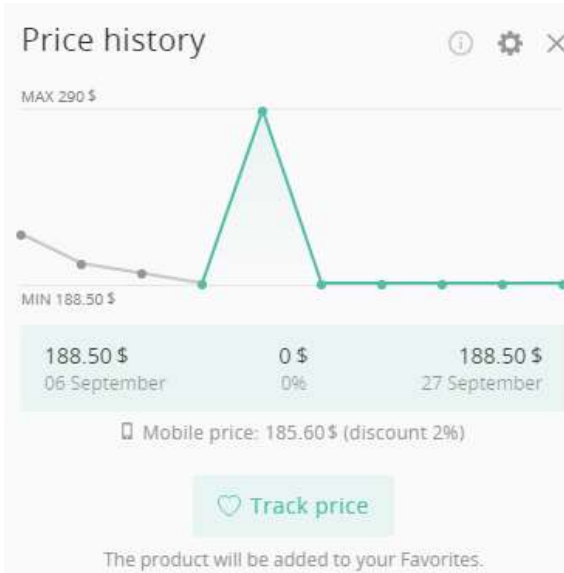 Price history
MAX 290 $
MIN 188.50 $
188.50 $ 0 $ 188.50 $
06 September 0% 27 September
Mobile price: 185.60 $ (discount 2%)
Track price
The product will be added to your Favorites.